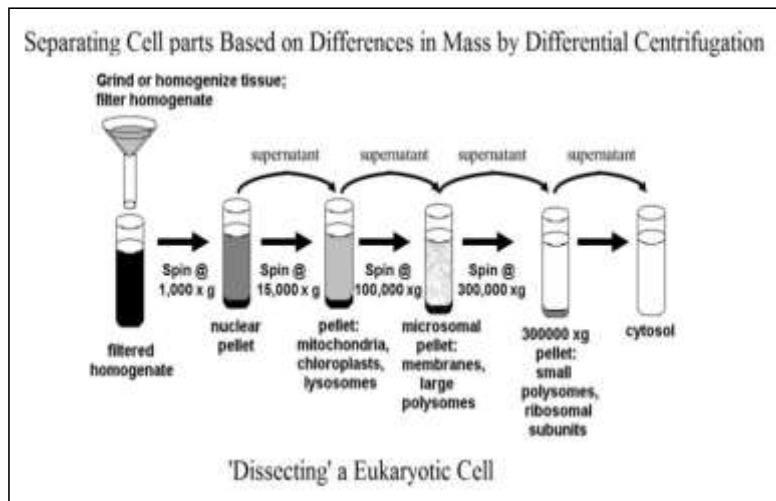 Separating Cell parts Based on Differences in Mass by Differential Centrifugation
Grind or homogenize tissue;
filter homogenate
supernatant
supernatant
supernatant
supernatant
Spin @
1,000 x g
Spin @
15,000 x g
Spin @
100,000 xg
Spin @
300,000 xg
filtered
homogenate
nuclear
pellet
pellet:
mitochondria,
chloroplasts,
lysosomes
microsomal
pellet:
membranes,
large
polysomes
300000 xg
pellet:
small
polysomes,
ribosomal
subunits
cytosol
'Dissecting' a Eukaryotic Cell